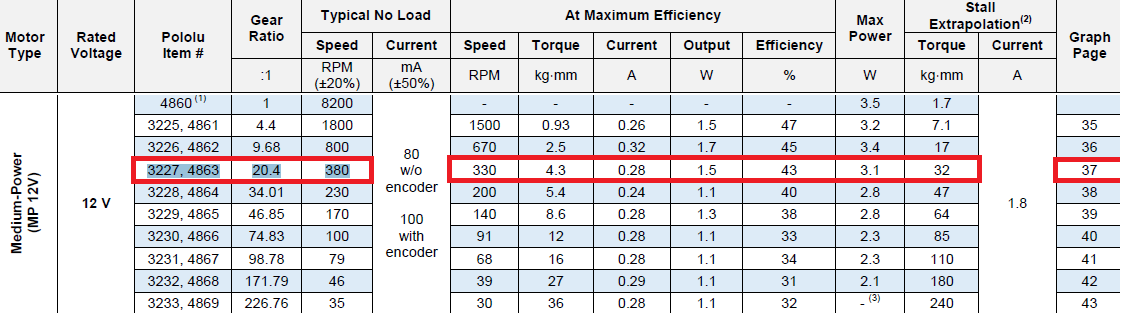 Motor Type | Rated Voltage | Pololu Item # | Gear Ratio | Typical No Load | At Maximum Efficiency | Max Power | Stall Extrapolation(2) | Graph Page
Speed | Current | Speed | Torque | Current | Output | Efficiency | Torque | Current
:1 | RPM (±20%) | mA (±50%) | RPM | kg·mm | A | W | % | W | kg·mm | A
Medium-Power (MP 12V) | 12 V | 80 w/o encoder 100 with encoder | 1.8
4860 (1) | 1 | 8200 | - | - | - | - | - | 3.5 | 1.7
3225, 4861 | 4.4 | 1800 | 1500 | 0.93 | 0.26 | 1.5 | 47 | 3.2 | 7.1 | 35
3226, 4862 | 9.68 | 800 | 670 | 2.5 | 0.32 | 1.7 | 45 | 3.4 | 17 | 36
3227, 4863 | 20.4 | 380 | 330 | 4.3 | 0.28 | 1.5 | 43 | 3.1 | 32 | 37
3228, 4864 | 34.01 | 230 | 200 | 5.4 | 0.24 | 1.1 | 40 | 2.8 | 47 | 38
3229, 4865 | 46.85 | 170 | 140 | 8.6 | 0.28 | 1.3 | 38 | 2.8 | 64 | 39
3230, 4866 | 74.83 | 100 | 91 | 12 | 0.28 | 1.1 | 33 | 2.3 | 85 | 40
3231, 4867 | 98.78 | 79 | 68 | 16 | 0.28 | 1.1 | 34 | 2.3 | 110 | 41
3232, 4868 | 171.79 | 46 | 39 | 27 | 0.29 | 1.1 | 31 | 2.1 | 180 | 42
3233, 4869 | 226.76 | 35 | 30 | 36 | 0.28 | 1.1 | 32 | - (3) | 240 | 43